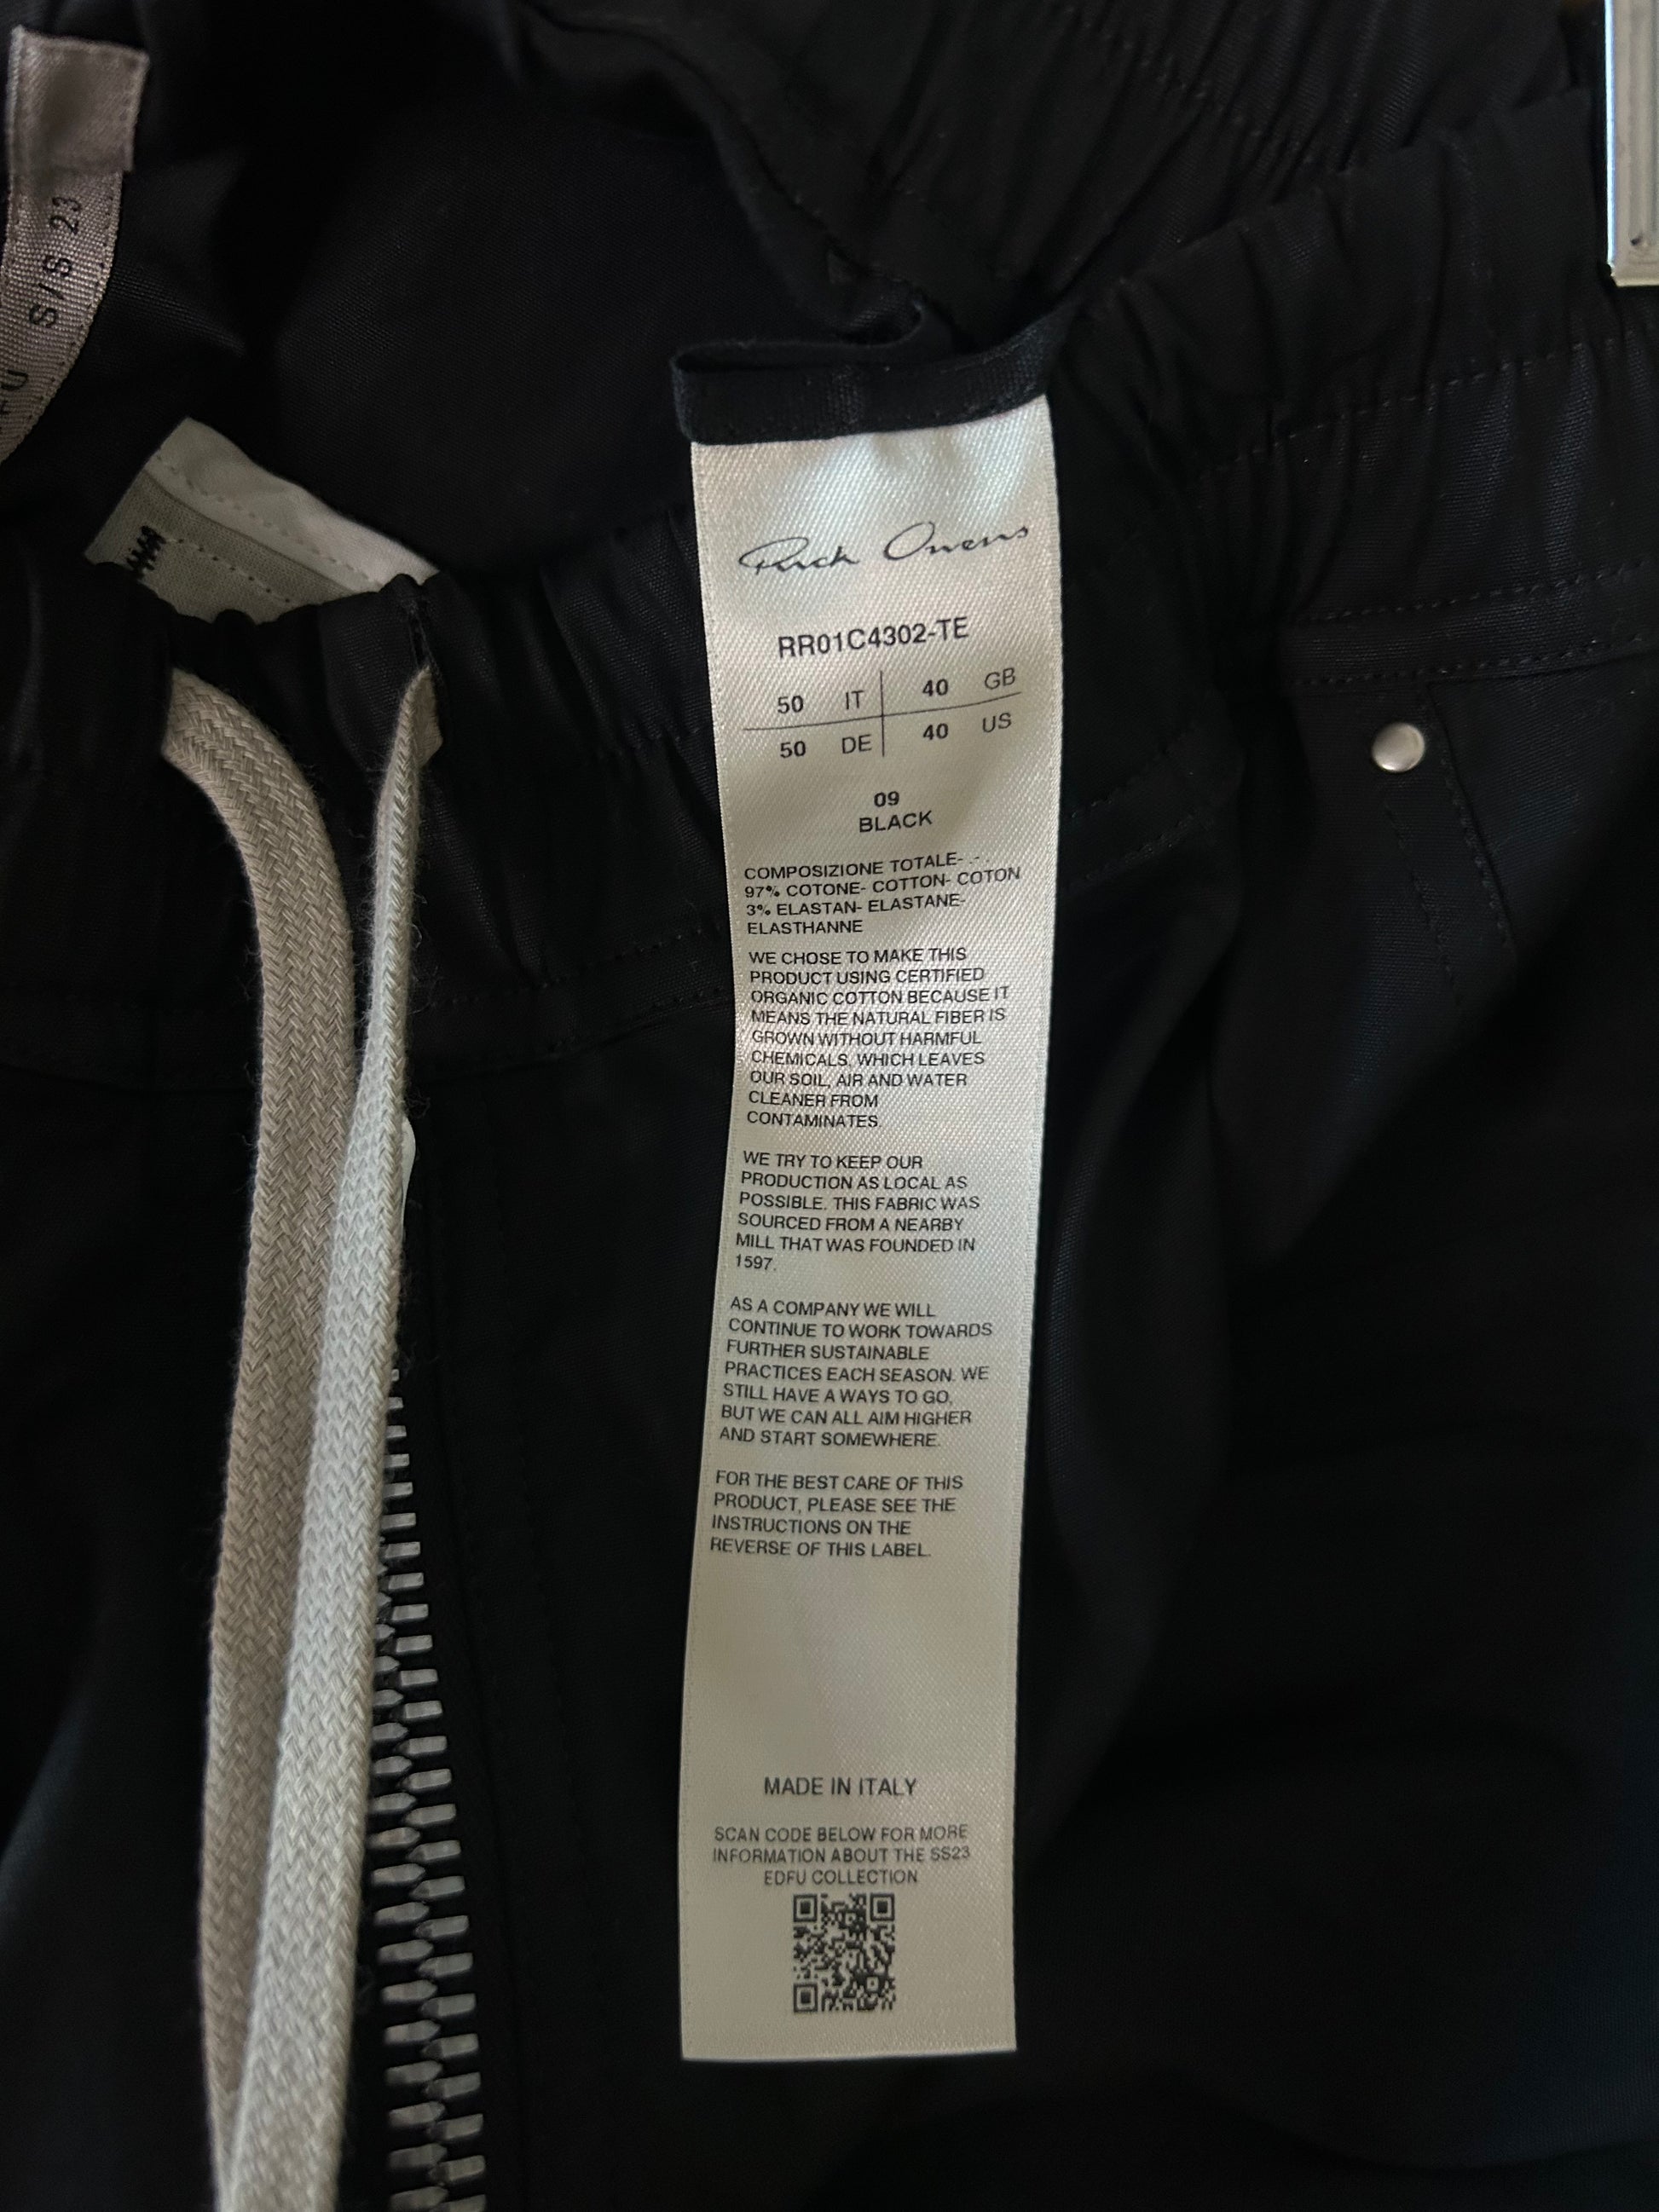 S/S 23
Rick Owens
RR01C4302-TE
50 IT 40 GB
50 DE 40 US
09
BLACK
COMPOSIZIONE TOTALE- .- .
97% COTONE- COTTON- COTON
3% ELASTAN- ELASTANE-
ELASTHANNE
WE CHOSE TO MAKE THIS
PRODUCT USING CERTIFIED
ORGANIC COTTON BECAUSE IT
MEANS THE NATURAL FIBER IS
GROWN WITHOUT HARMFUL
CHEMICALS, WHICH LEAVES
OUR SOIL, AIR AND WATER
CLEANER FROM
CONTAMINATES.
WE TRY TO KEEP OUR
PRODUCTION AS LOCAL AS
POSSIBLE. THIS FABRIC WAS
SOURCED FROM A NEARBY
MILL THAT WAS FOUNDED IN
1597.
AS A COMPANY WE WILL
CONTINUE TO WORK TOWARDS
FURTHER SUSTAINABLE
PRACTICES EACH SEASON. WE
STILL HAVE A WAYS TO GO,
BUT WE CAN ALL AIM HIGHER
AND START SOMEWHERE.
FOR THE BEST CARE OF THIS
PRODUCT, PLEASE SEE THE
INSTRUCTIONS ON THE
REVERSE OF THIS LABEL.
MADE IN ITALY
SCAN CODE BELOW FOR MORE
INFORMATION ABOUT THE SS23
EDFU COLLECTION